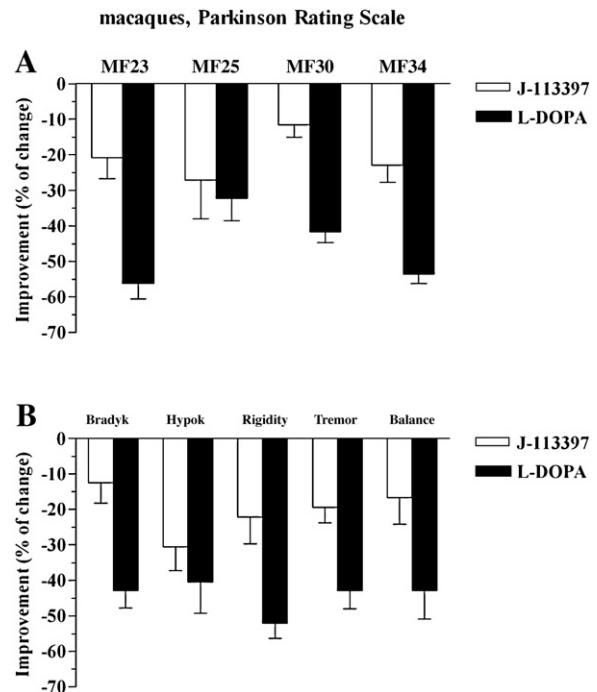 macaques, Parkinson Rating Scale
A
MF23 MF25 MF30 MF34
0
-10
-20
-30
-40
-50
-60
-70
Improvement (% of change)
J-113397
L-DOPA
B
Bradyk Hypok Rigidity Tremor Balance
0
-10
-20
-30
-40
-50
-60
-70
Improvement (% of change)
J-113397
L-DOPA